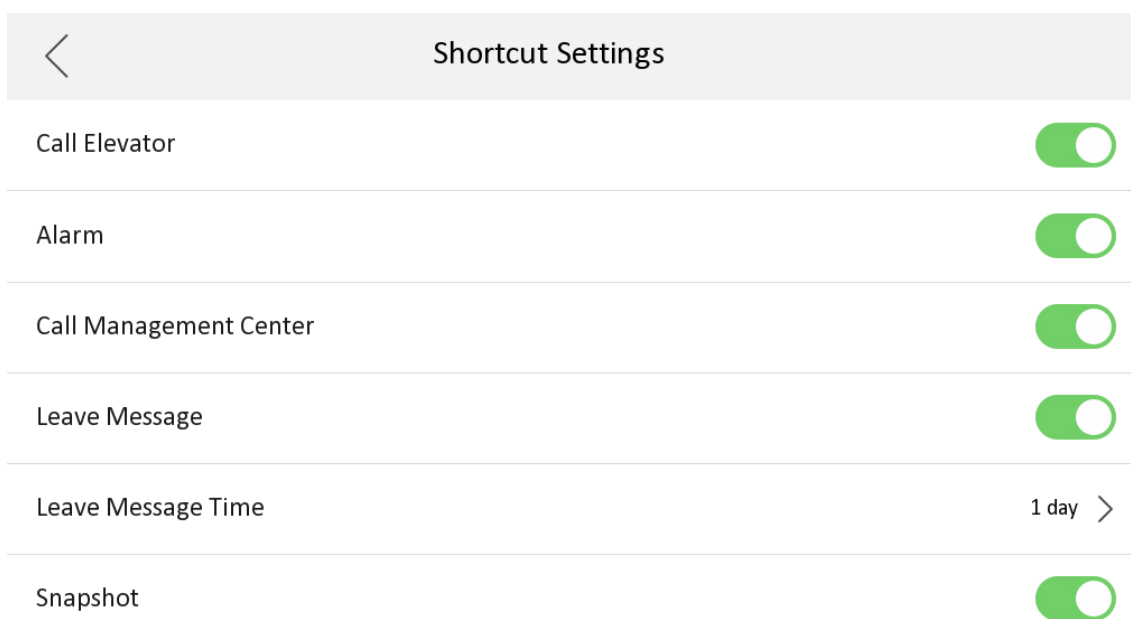 Shortcut Settings
Call Elevator
Alarm
Call Management Center
Leave Message
Leave Message Time 1 day
Snapshot